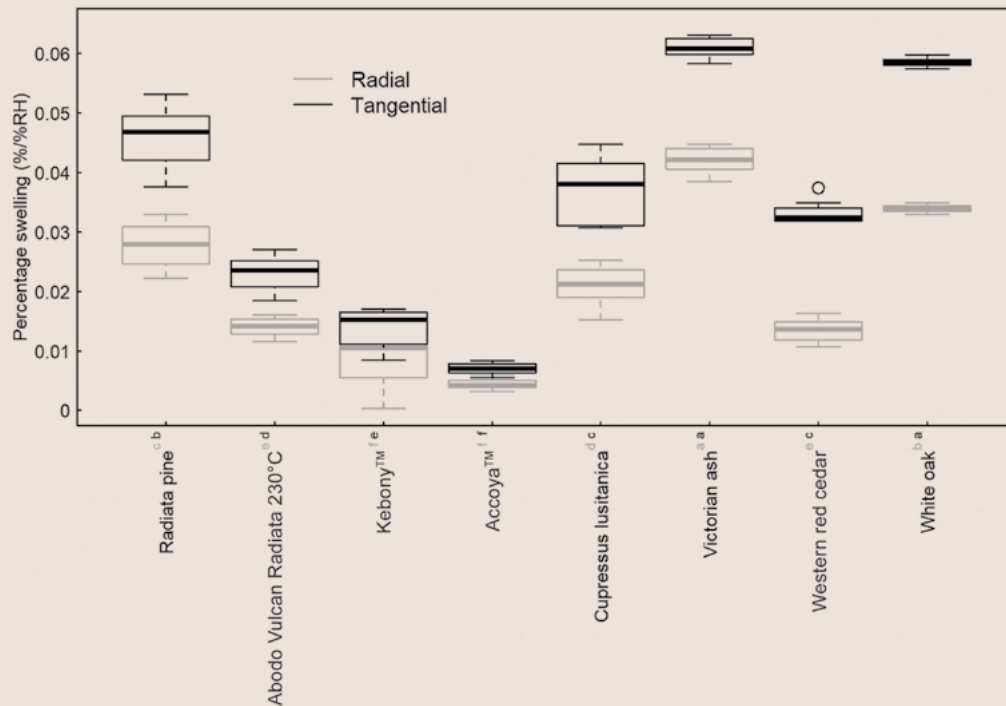 Percentage swelling (%/%RH)
0.06
0.05
0.04
0.03
0.02
0.01
0
Radial
Tangential
Radiata pine c b
Abodo Vulcan Radiata 230°C e d
Kebony™ f e
Accoya™ f f
Cupressus lusitanica d c
Victorian ash a a
Western red cedar e c
White oak b a